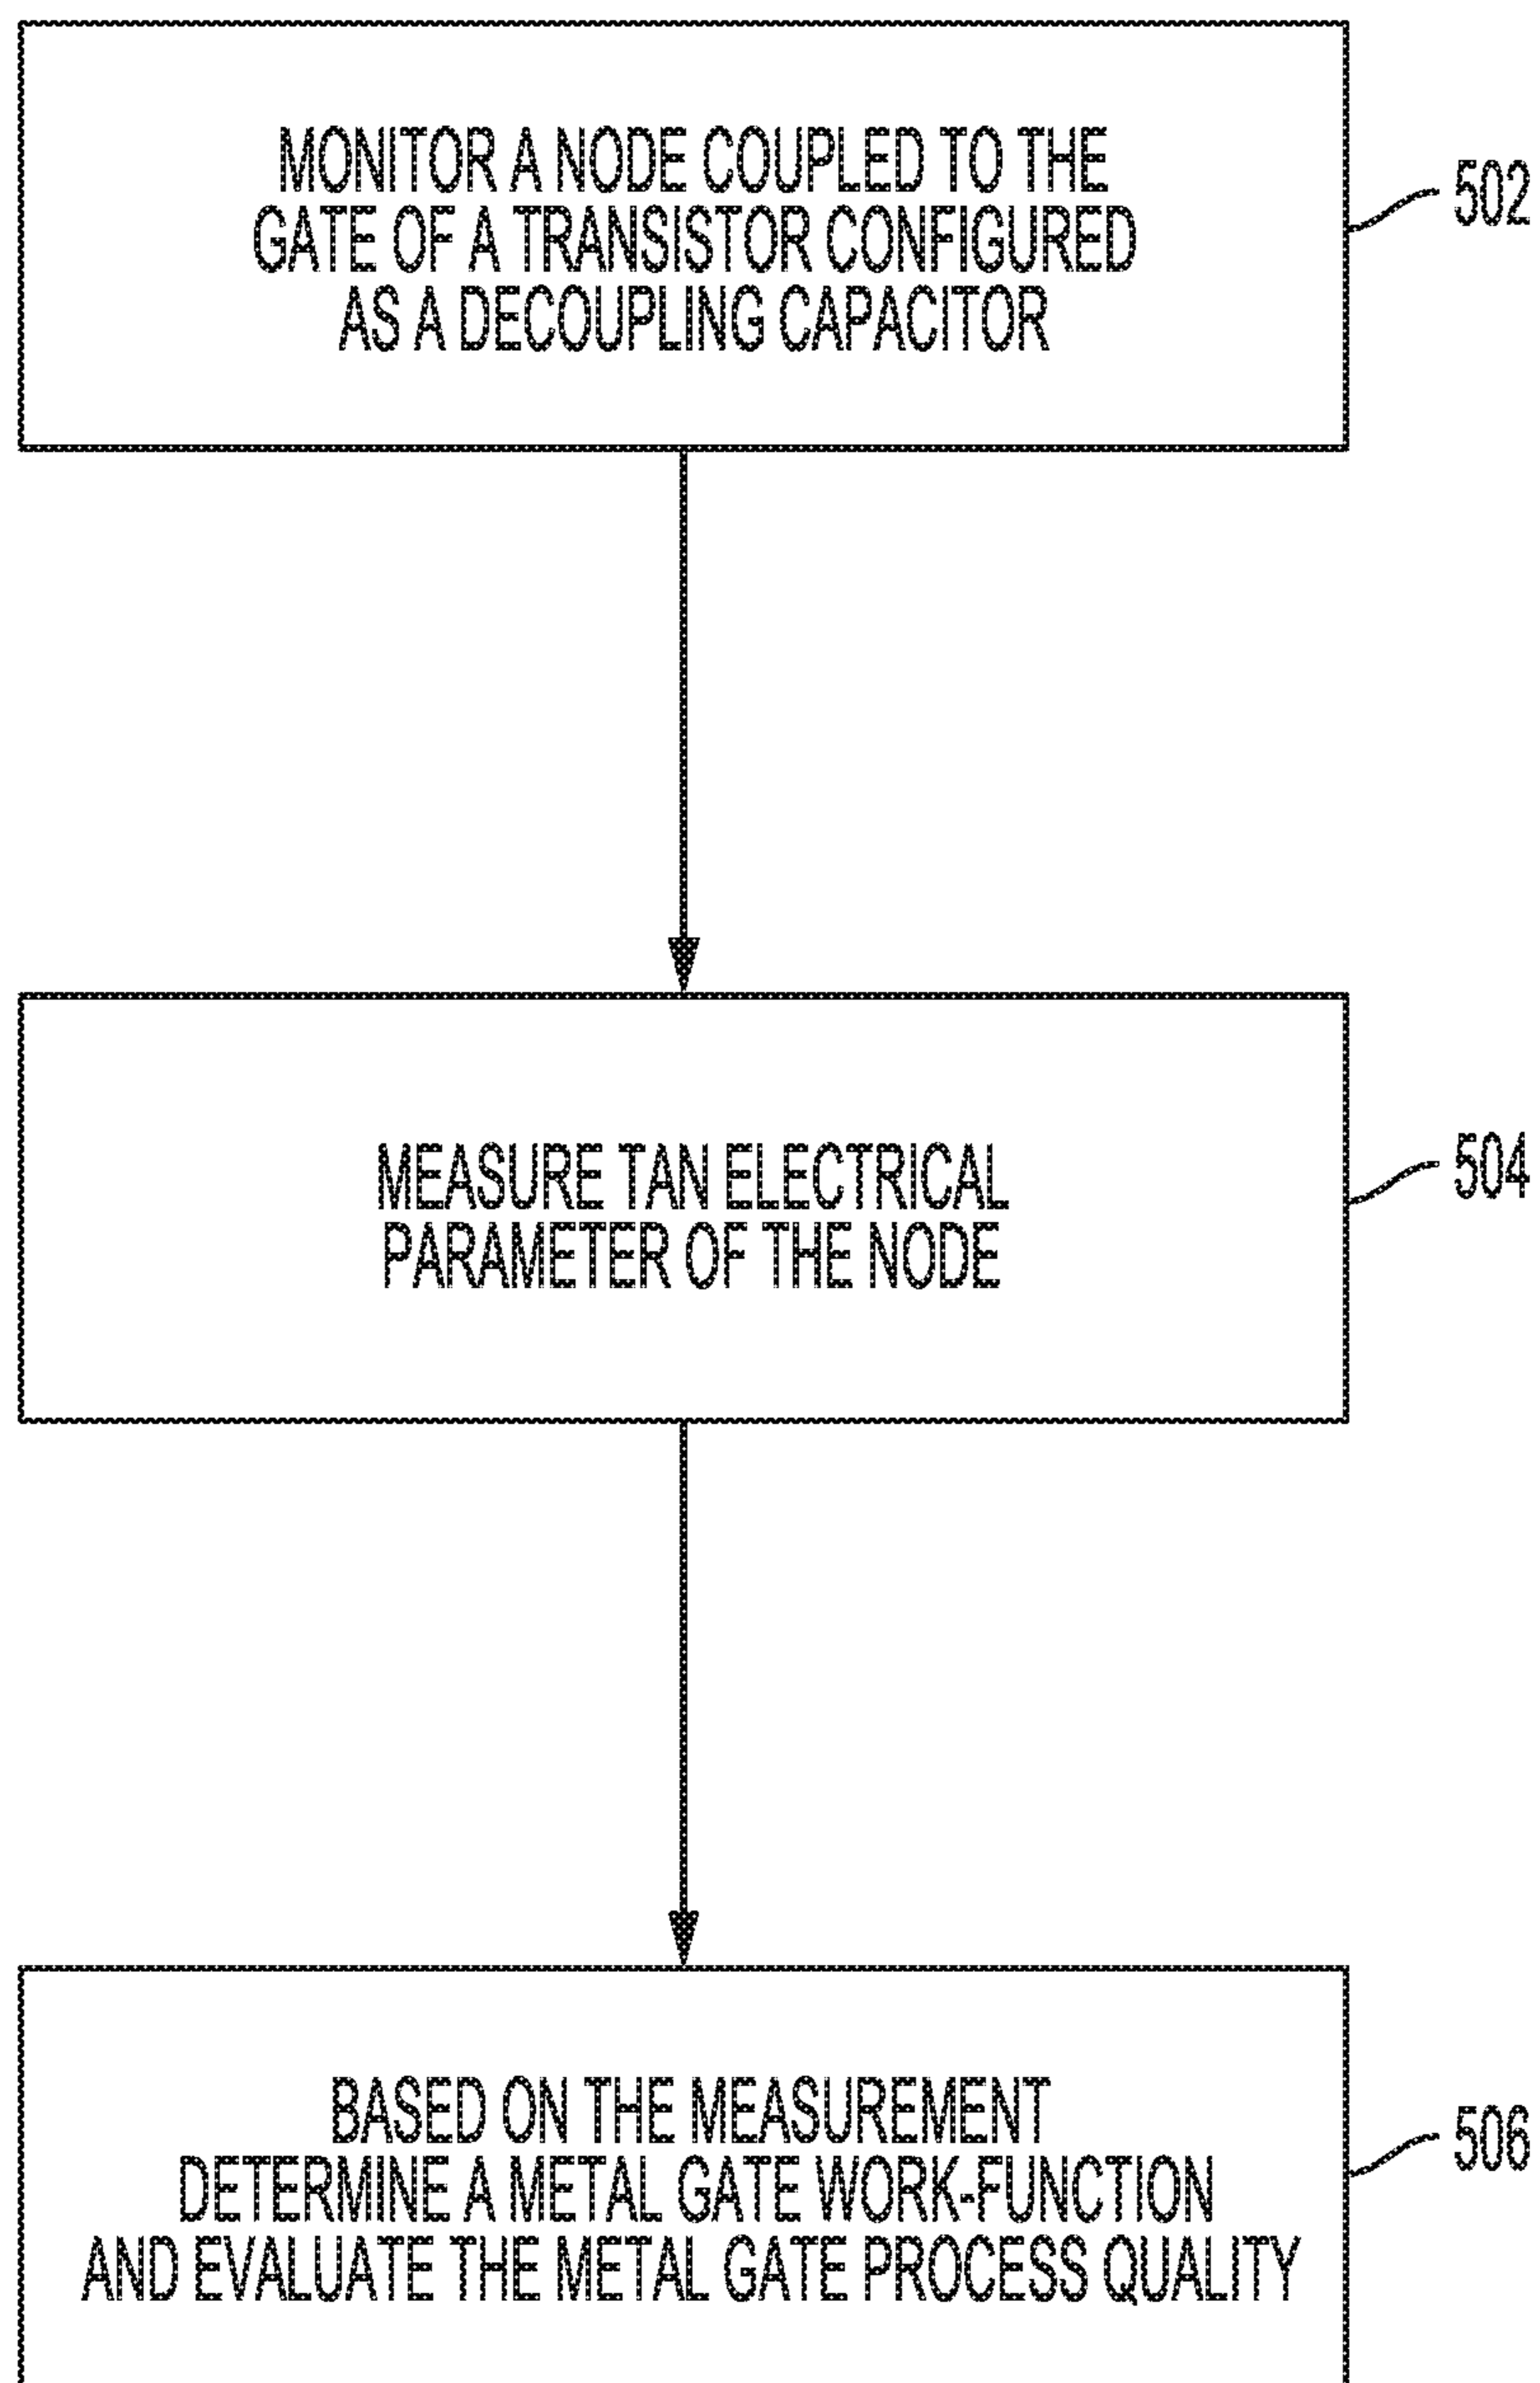 MONITOR A NODE COUPLED TO THE
GATE OF A TRANSISTOR CONFIGURED
AS A DECOUPLING CAPACITOR
502
MEASURE TAN ELECTRICAL
PARAMETER OF THE NODE
504
BASED ON THE MEASUREMENT
DETERMINE A METAL GATE WORK-FUNCTION
AND EVALUATE THE METAL GATE PROCESS QUALITY
506